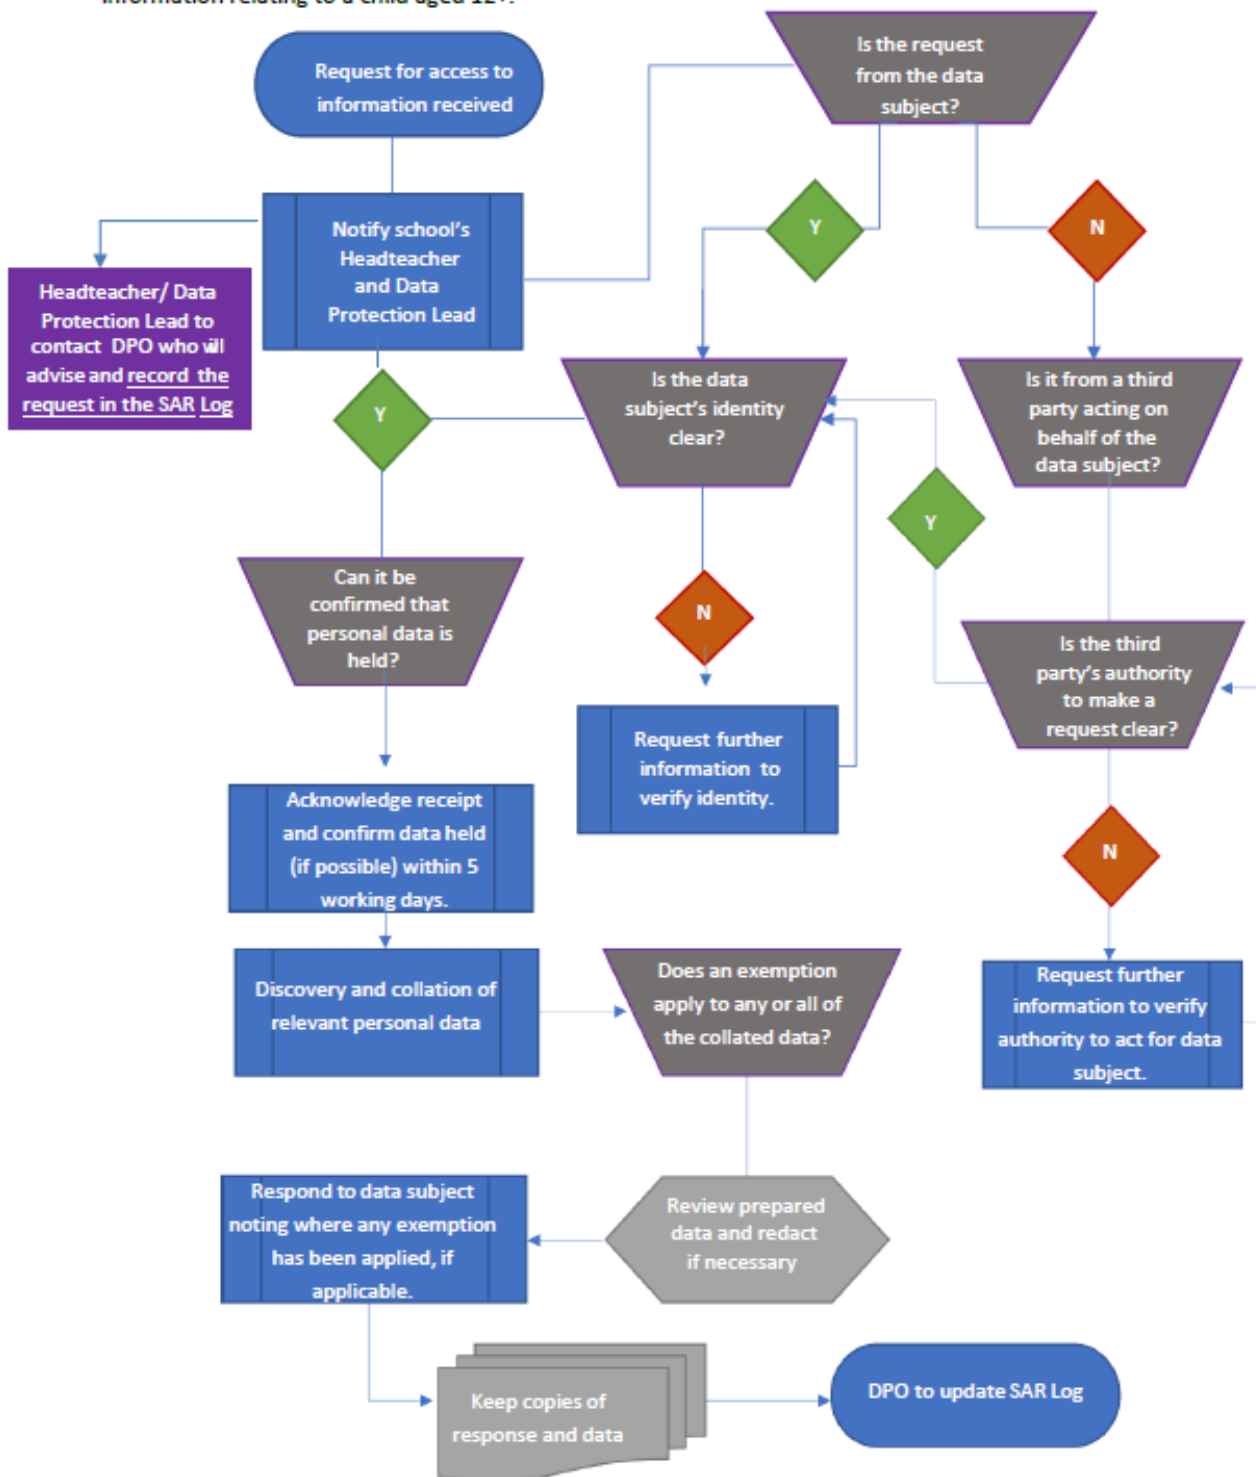 information relating to a child aged 12+.
Request for access to
information received
Is the request
from the data
subject?
Y
N
Notify school's
Headteacher
and Data
Protection Lead
Headteacher/ Data
Protection Lead to
contact DPO who will
advise and record the
request in the SAR Log
Is the data
subject's identity
clear?
Is it from a third
party acting on
behalf of the
data subject?
Y
Y
Can it be
confirmed that
personal data is
held?
N
Is the third
party's authority
to make a
request clear?
Request further
information to
verify identity.
Acknowledge receipt
and confirm data held
(if possible) within 5
working days.
N
Discovery and collation of
relevant personal data
Does an exemption
apply to any or all of
the collated data?
Request further
information to verify
authority to act for data
subject.
Respond to data subject
noting where any exemption
has been applied, if
applicable.
Review prepared
data and redact
if necessary
Keep copies of
response and data
DPO to update SAR Log